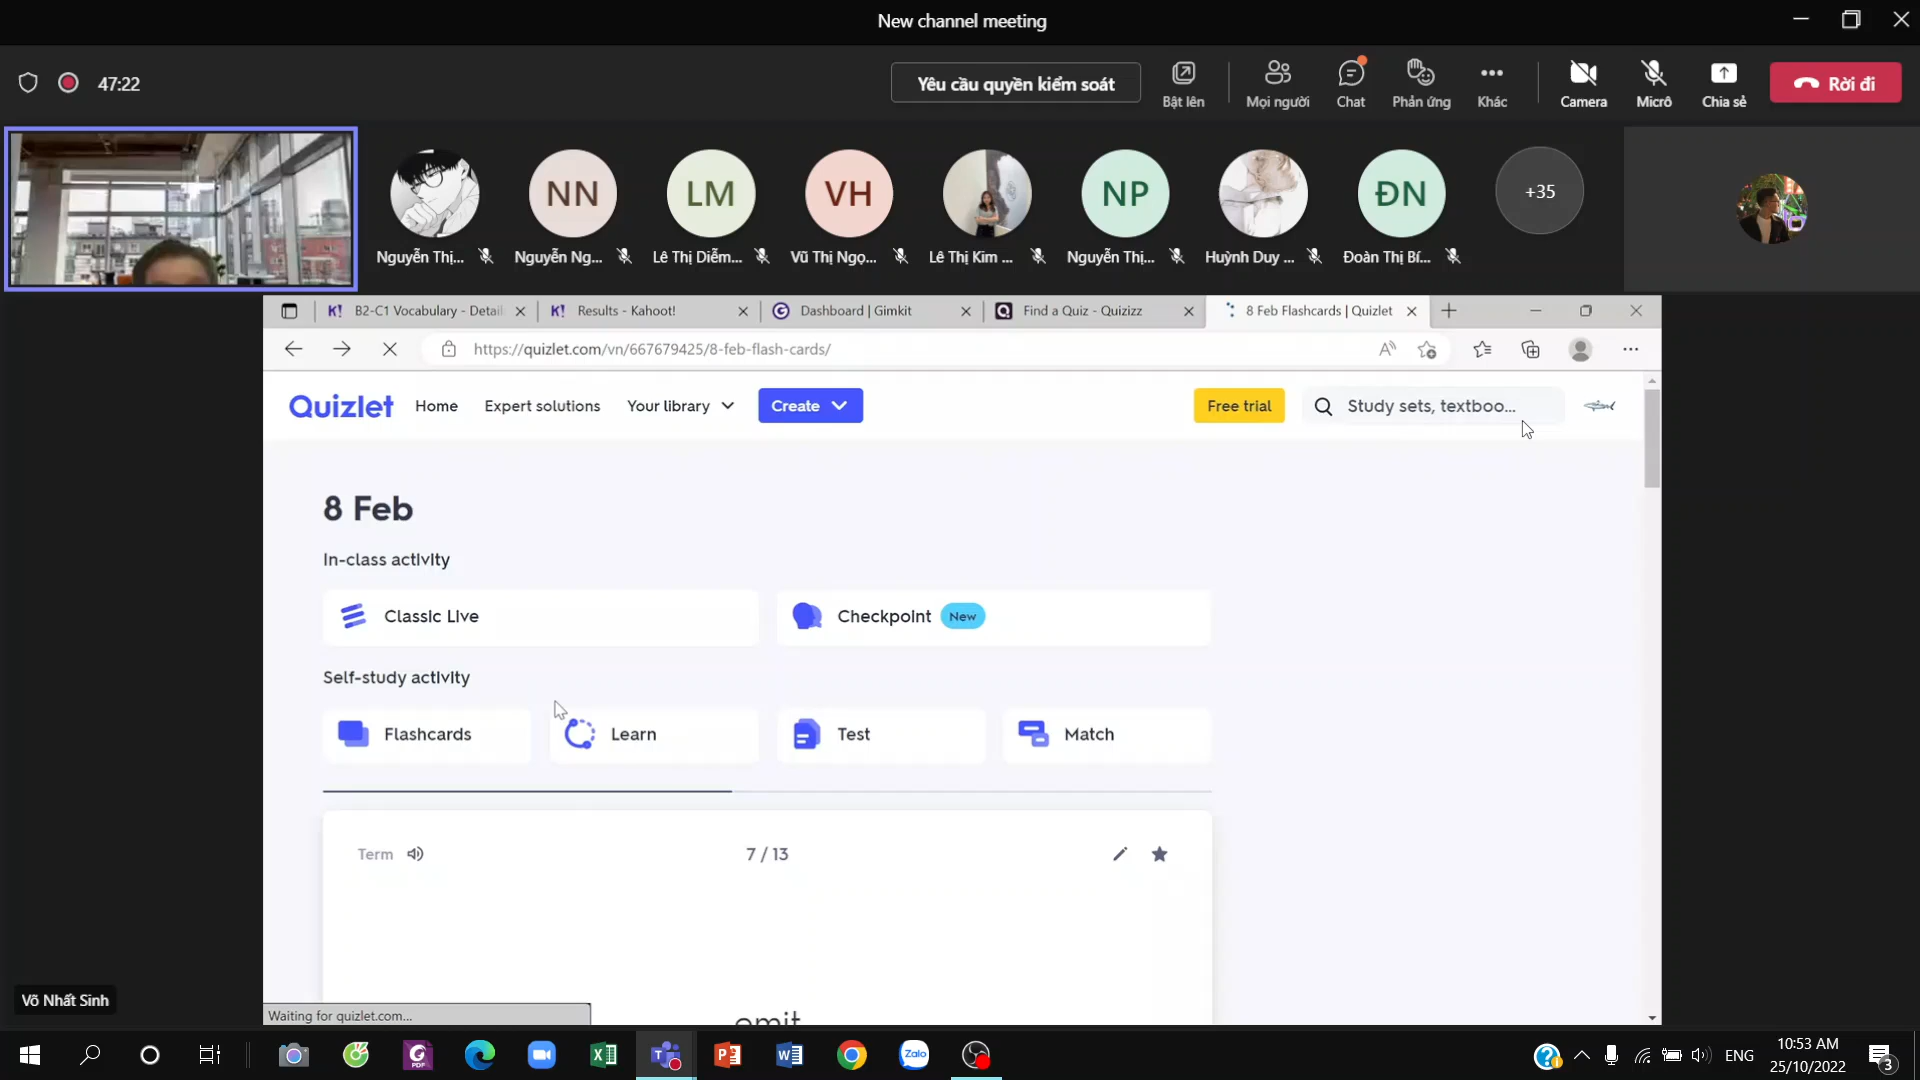 New channel meeting
47:22
Yêu cầu quyền kiểm soát
Bật lên
Mọi người
Chat
Phản ứng
Khác
Camera
Micrô
Chia sẻ
Rời đi
NN
LM
VH
NP
ĐN
+35
Nguyễn Thị...
Nguyễn Ng...
Lê Thị Diễm...
Vũ Thị Ngọ...
Lê Thị Kim ...
Nguyễn Thị...
Huỳnh Duy ...
Đoàn Thị Bí...
K! B2-C1 Vocabulary - Detail
K! Results - Kahoot!
Dashboard | Gimkit
Find a Quiz - Quizizz
8 Feb Flashcards | Quizlet
https://quizlet.com/vn/667679425/8-feb-flash-cards/
Quizlet
Home
Expert solutions
Your library
Create
Free trial
Study sets, textboo...
8 Feb
In-class activity
Classic Live
Checkpoint
New
Self-study activity
Flashcards
Learn
Test
Match
Term
7 / 13
omit
Võ Nhất Sinh
Waiting for quizlet.com...
PDF
Zalo
ENG
10:53 AM
25/10/2022
3